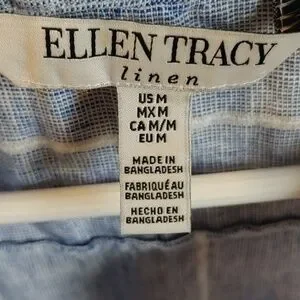 ELLEN TRACY
linen
US M
MX M
CA M/M
EU M
MADE IN
BANGLADESH
FABRIQUÉ AU
BANGLADESH
HECHO EN
BANGLADESH